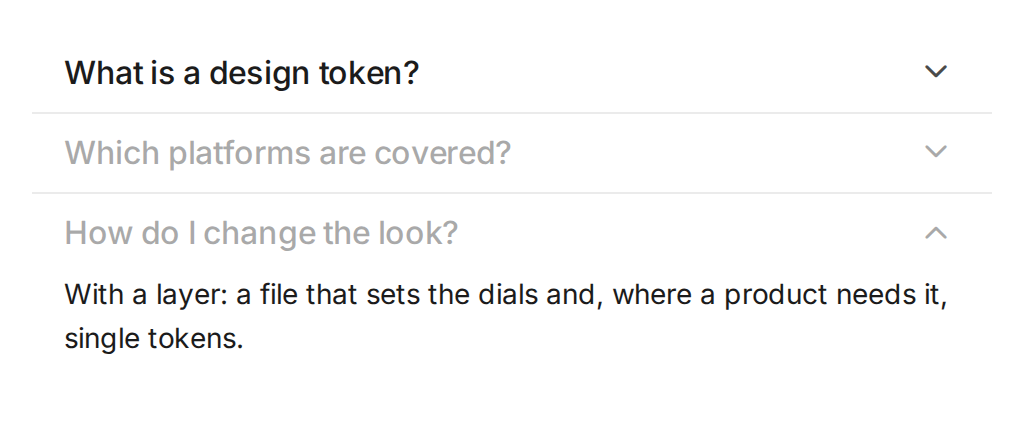 What is a design token?
Which platforms are covered?
How do I change the look?
With a layer: a file that sets the dials and, where a product needs it,
single tokens.